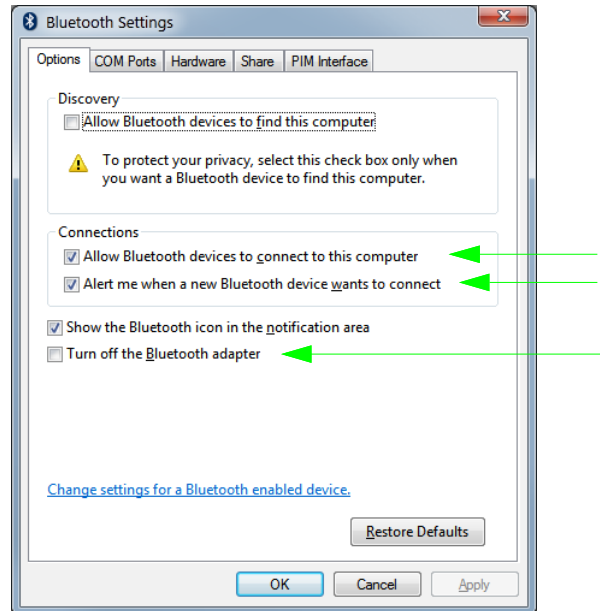 Bluetooth Settings
Options COM Ports Hardware Share PIM Interface
Discovery
Allow Bluetooth devices to find this computer
To protect your privacy, select this check box only when
you want a Bluetooth device to find this computer.
Connections
Allow Bluetooth devices to connect to this computer
Alert me when a new Bluetooth device wants to connect
Show the Bluetooth icon in the notification area
Turn off the Bluetooth adapter
Change settings for a Bluetooth enabled device.
Restore Defaults
OK Cancel Apply